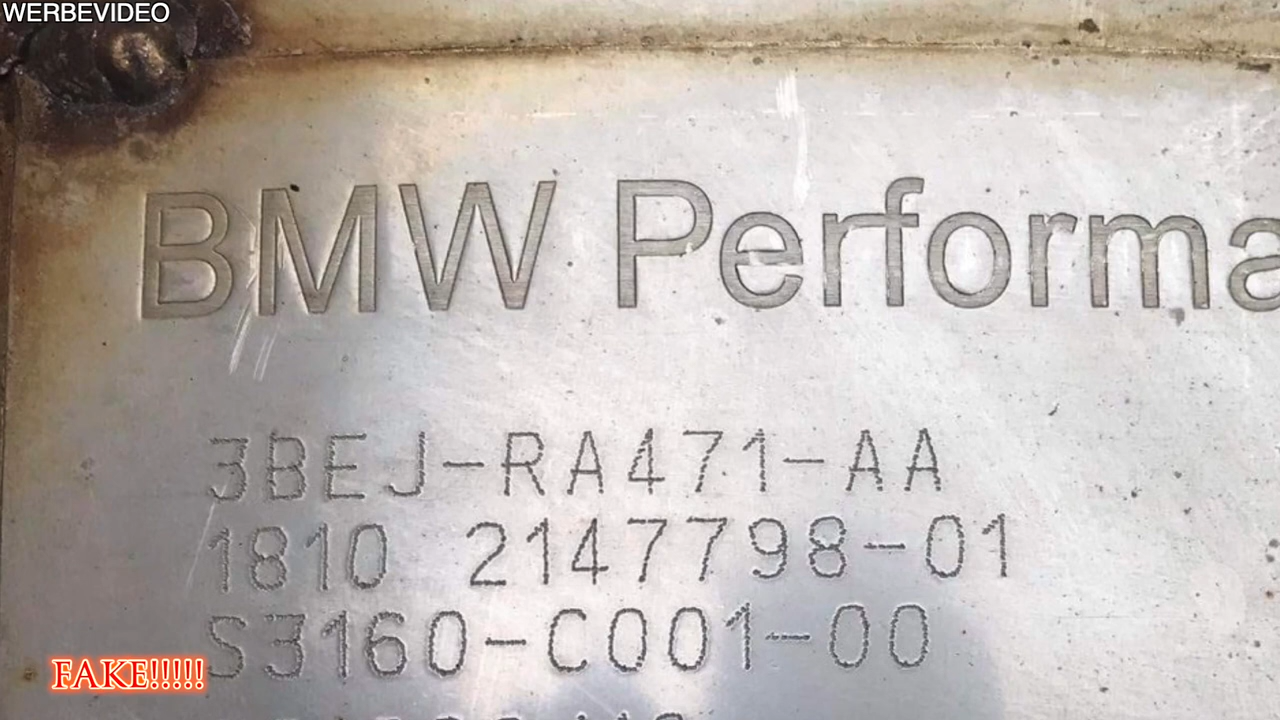 WERBEVIDEO
BMW Performa
3BEJ-RA471-AA
1810 2147798-01
S3160-C001-00
FAKE!!!!!